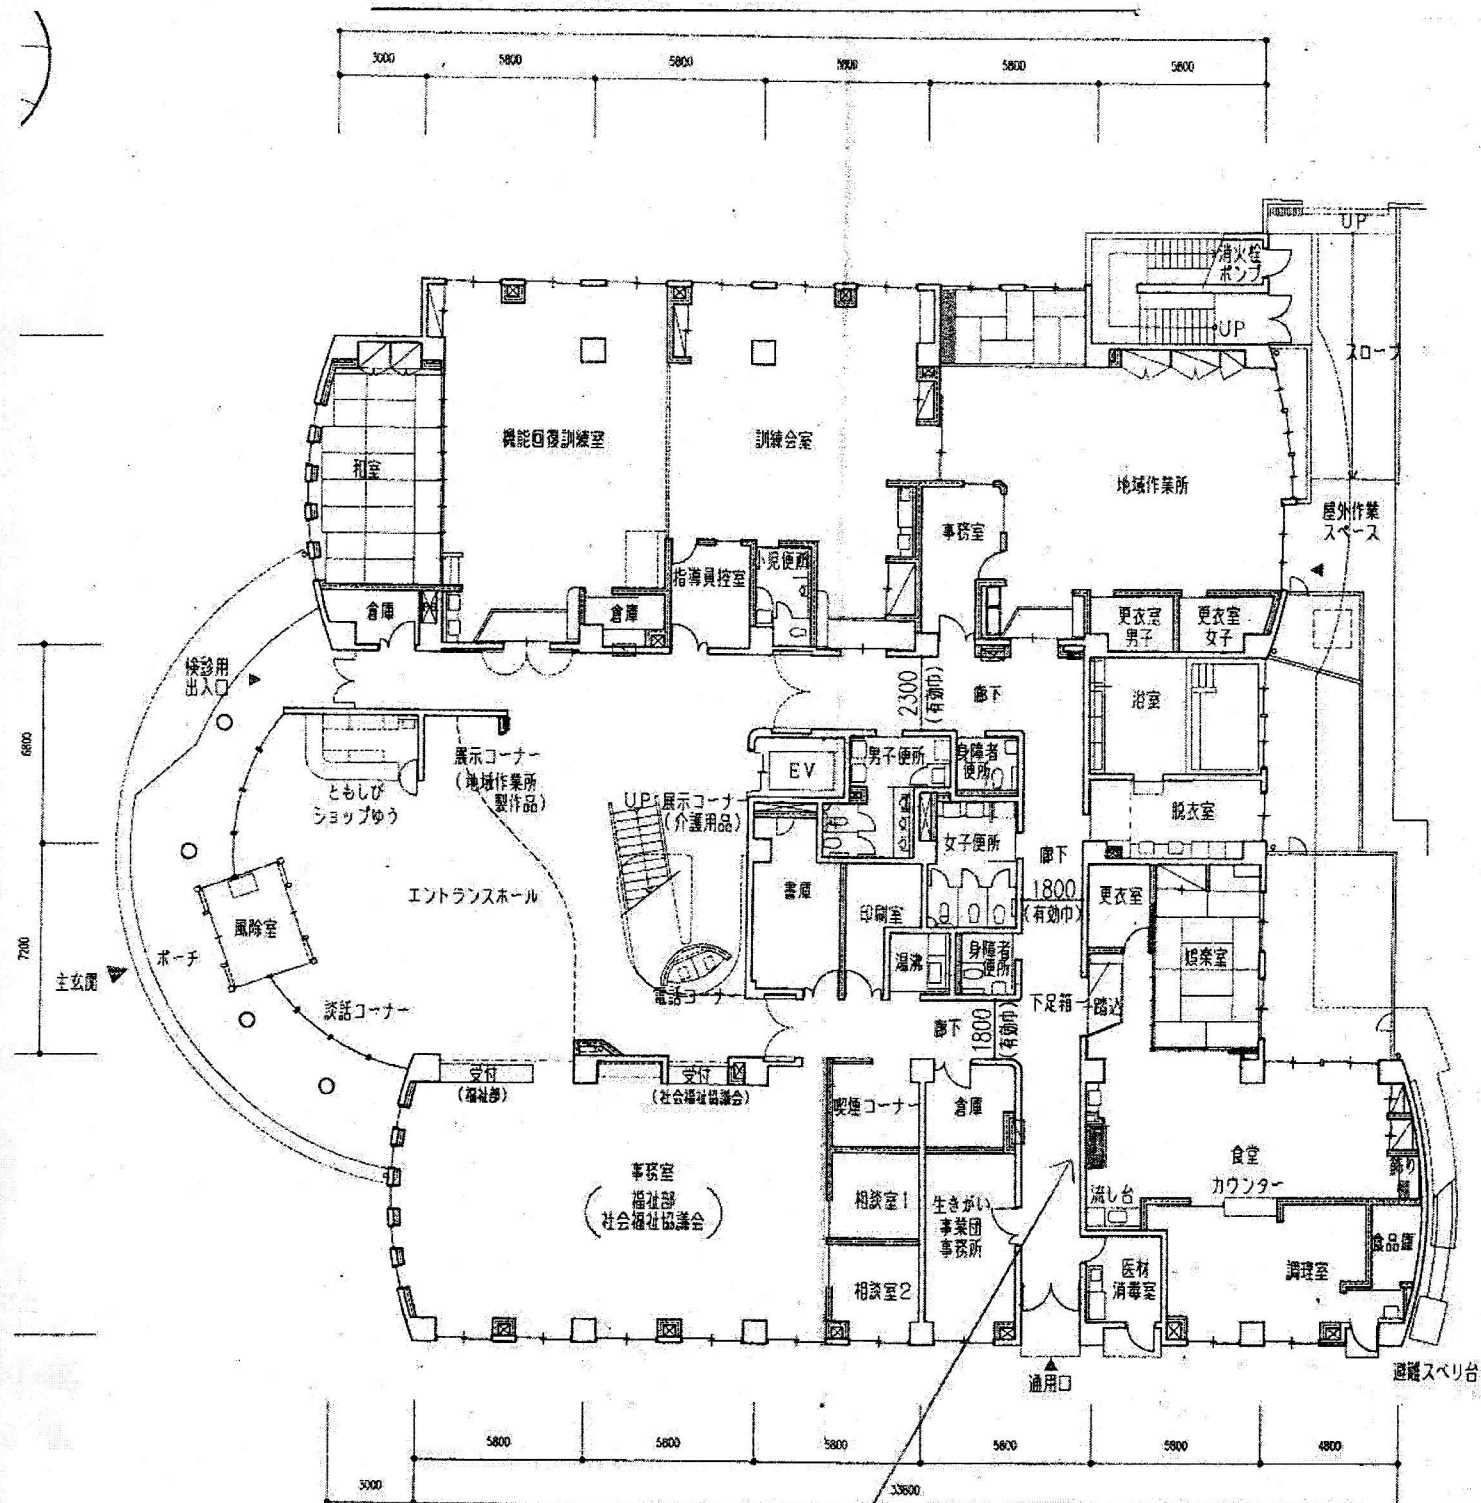 3000
5800
5800
5800
5800
5800
UP
消火栓
ポンプ
UP
スロープ
機能回復訓練室
訓練会室
和室
地域作業所
屋外作業
スペース
事務室
小児便所
指導員控室
倉庫
倉庫
更衣室
男子
更衣室
女子
検診用
出入口
2300
(有効巾)
廊下
浴室
6800
展示コーナー
(地域作業所
製作品)
男子便所
身障者
便所
EV
ともしび
ショップゆう
UP
展示コーナー
(介護用品)
脱衣室
女子便所
廊下
1800
(有効巾)
エントランスホール
書庫
印刷室
更衣室
風除室
7200
ポーチ
主玄関
湯沸
身障者
便所
娯楽室
電話コーナー
下足箱
踏込
談話コーナー
廊下
1800
(有効巾)
受付
(福祉部)
受付
(社会福祉協議会)
喫煙コーナー
倉庫
事務室
(福祉部
社会福祉協議会)
食堂
カウンター
飾り
棚
相談室1
生きがい
事業団
事務所
流し台
食品庫
相談室2
医材
消毒室
調理室
避難スベリ台
通用口
5800
5800
5800
5800
5800
4800
3000
33800